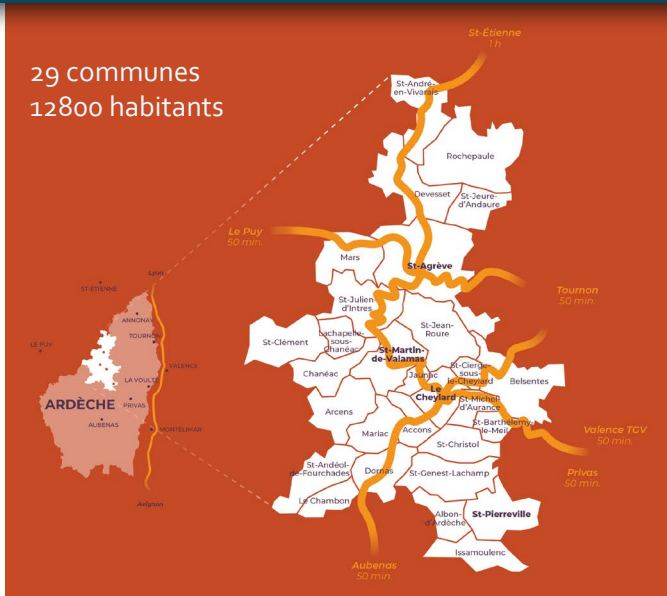 29 communes
12800 habitants
St-Étienne
1 h
St-André-
en-Vivarais
Rochepaule
Devesset
St-Jeure-
d'Andaure
Le Puy
50 min.
Mars
St-Agrève
Tournon
50 min.
St-Julien
d'Intres
St-Clément
Lachapelle-
sous-
Chanéac
St-Jean-
Roure
St-Martin-
de-Valamas
Chanéac
Jaunac
St-Cierge-
sous-
le-Cheylard
Belsentes
Le
Cheylard
St-Michel
d'Aurance
Arcens
St-Barthélemy-
le-Meil
Mariac
Accons
Valence TGV
50 min.
St-Christol
St-Andéol-
de-Fourchades
Dornas
St-Genest-Lachamp
Privas
50 min.
Le Chambon
Albon-
d'Ardèche
St-Pierreville
Issamoulenc
Aubenas
50 min.
Lyon
ST-ÉTIENNE
ANNONAY
TOURNON
LE PUY
VALENCE
LA VOULTE
ARDÈCHE
PRIVAS
AUBENAS
MONTÉLIMAR
Avignon